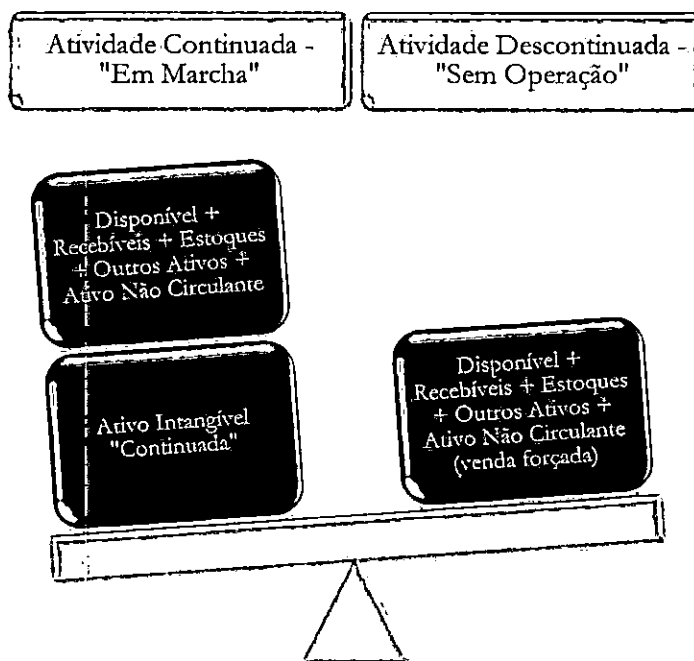 Atividade Continuada -
"Em Marcha"
Atividade Descontinuada -
"Sem Operação"
Disponível +
Recebíveis + Estoques
+ Outros Ativos +
Ativo Não Circulante
Ativo Intangível
"Continuada"
Disponível +
Recebíveis + Estoques
+ Outros Ativos +
Ativo Não Circulante
(venda forçada)